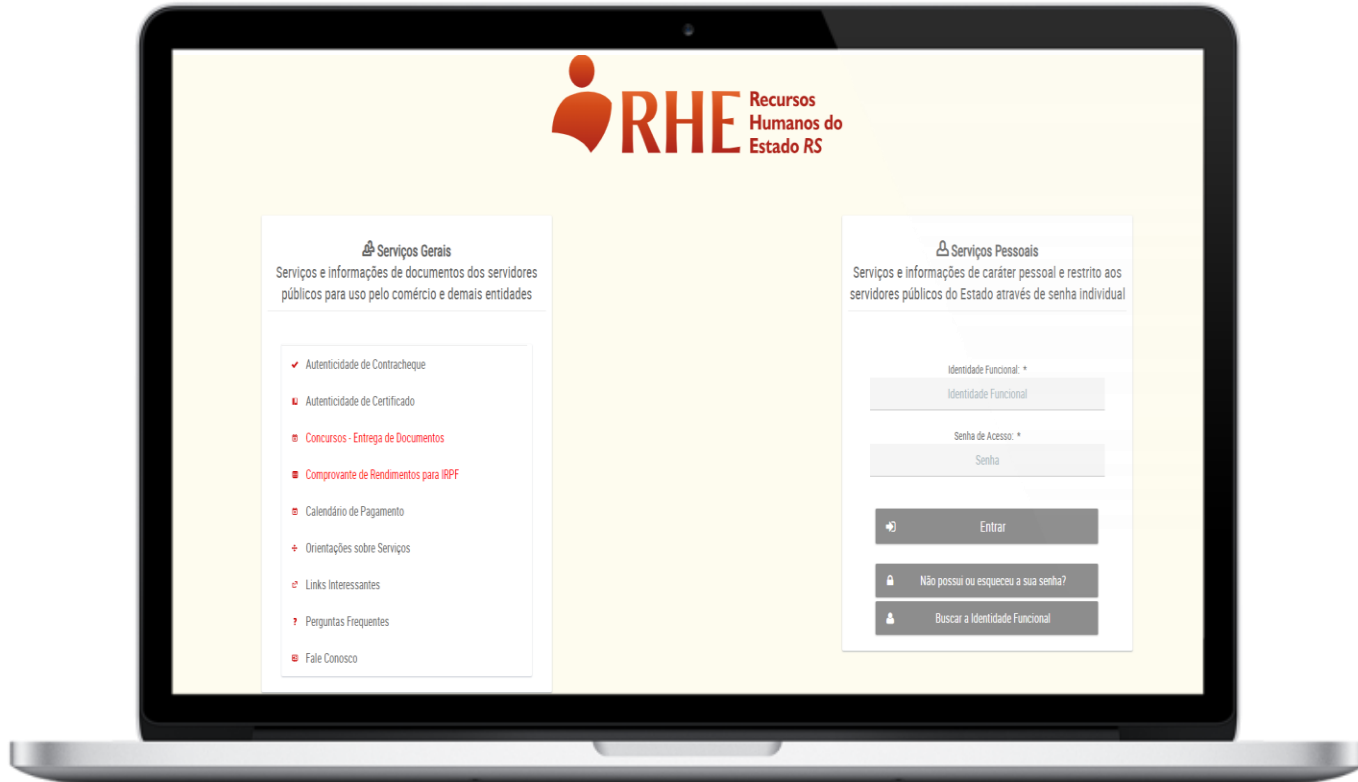 RHE
Recursos
Humanos do
Estado RS
Serviços Gerais
Serviços e informações de documentos dos servidores
públicos para uso pelo comércio e demais entidades
Autenticidade de Contracheque
Autenticidade de Certificado
Concursos - Entrega de Documentos
Comprovante de Rendimentos para IRPF
Calendário de Pagamento
Orientações sobre Serviços
Links Interessantes
Perguntas Frequentes
Fale Conosco
Serviços Pessoais
Serviços e informações de caráter pessoal e restrito aos
servidores públicos do Estado através de senha individual
Identidade Funcional: *
Identidade Funcional
Senha de Acesso: *
Senha
Entrar
Não possui ou esqueceu a sua senha?
Buscar a Identidade Funcional